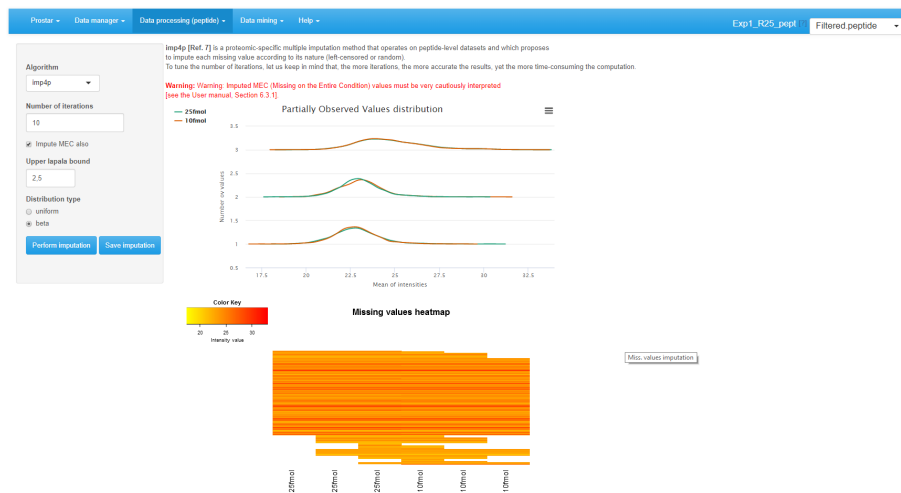 Prostar Data manager Data processing (peptide) Data mining Help Exp1_R25_pept [?] Filtered.peptide
imp4p [Ref. 7] is a proteomic-specific multiple imputation method that operates on peptide-level datasets and which proposes
to impute each missing value according to its nature (left-censored or random).
To tune the number of iterations, let us keep in mind that, the more iterations, the more accurate the results, yet the more time-consuming the computation.
Warning: Warning: Imputed MEC (Missing on the Entire Condition) values must be very cautiously interpreted
[see the User manual, Section 6.3.1]
Algorithm
imp4p
Number of iterations
10
Impute MEC also
Upper lapala bound
2.5
Distribution type
uniform
beta
Perform imputation Save imputation
25fmol
10fmol
Partially Observed Values distribution
Number ov values
3.5
3
2.5
2
1.5
1
0.5
17.5 20 22.5 25 27.5 30 32.5
Mean of intensities
Color Key
20 25 30
Intensity value
Missing values heatmap
Miss. values imputation
25fmol 25fmol 25fmol 10fmol 10fmol 10fmol